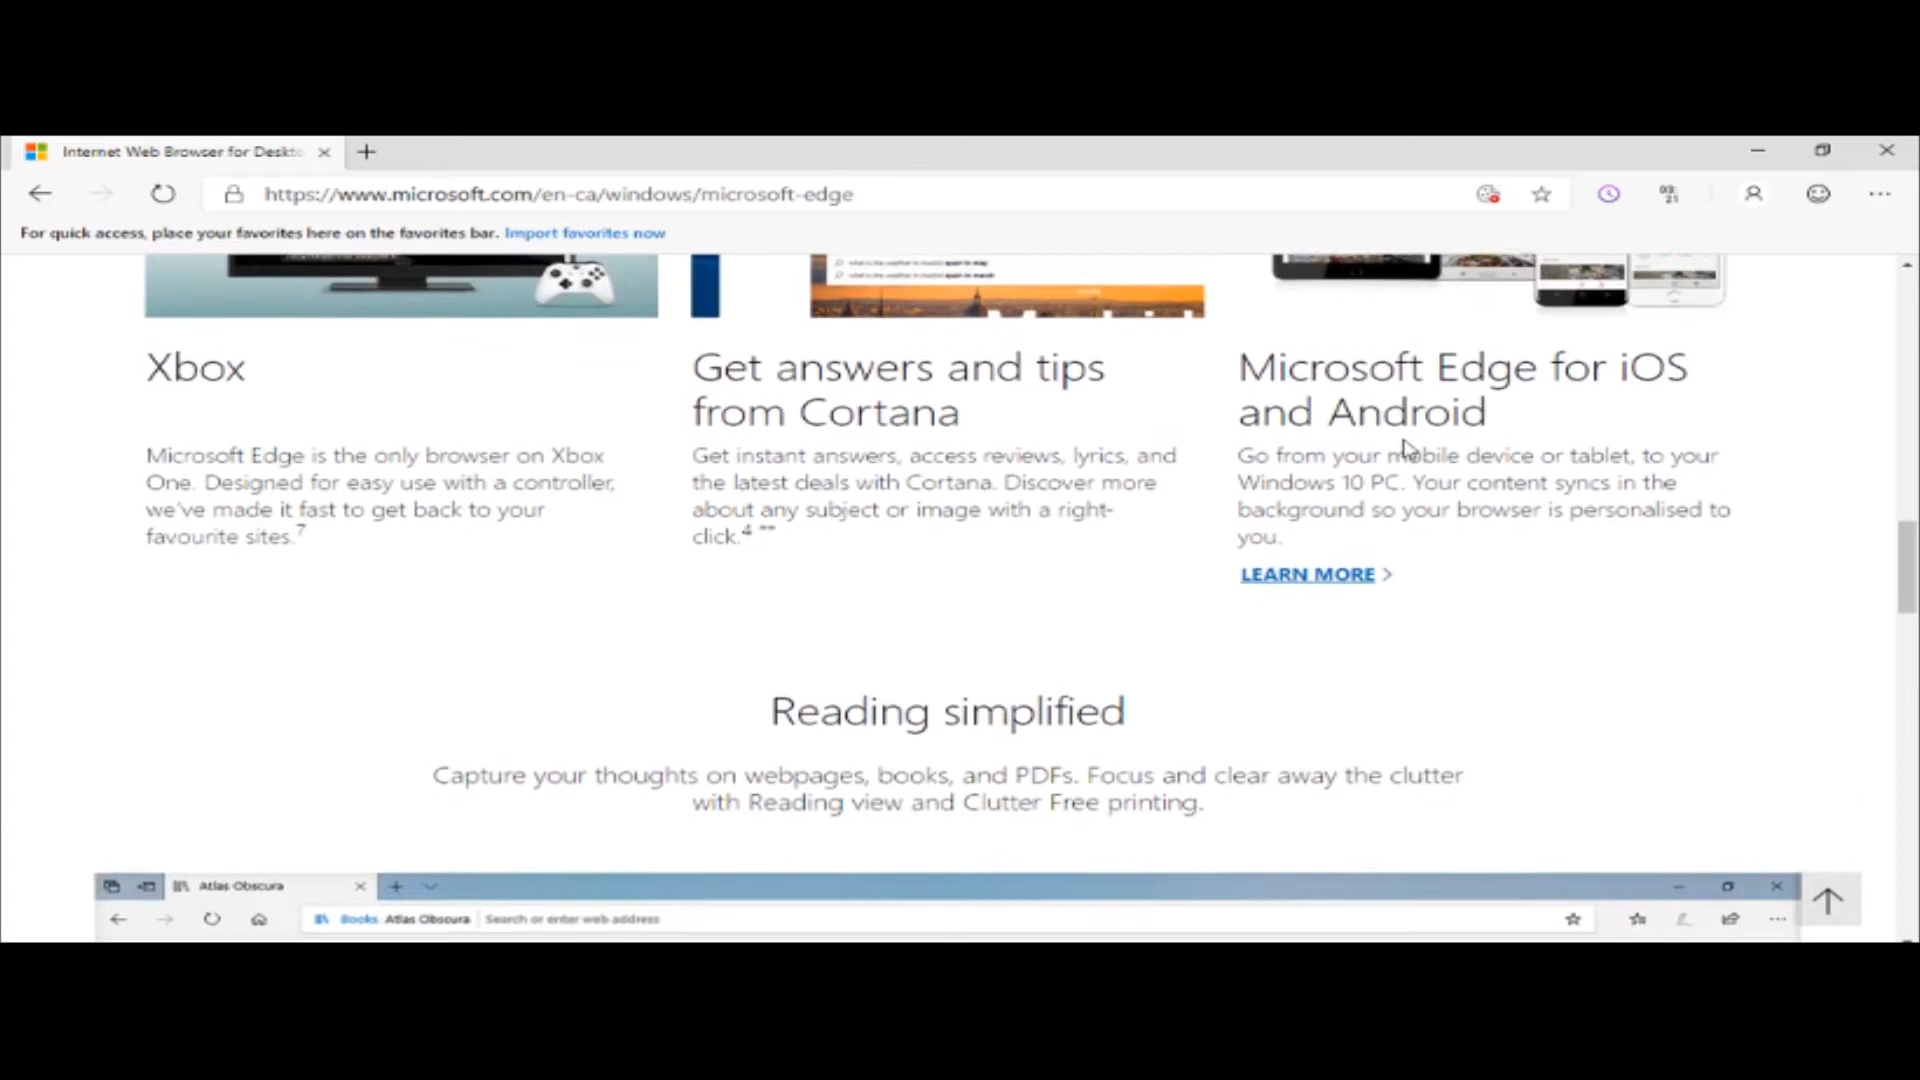 Internet Web Browser for Deskto
https://www.microsoft.com/en-ca/windows/microsoft-edge
03:
21
For quick access, place your favorites here on the favorites bar. Import favorites now
Xbox
Microsoft Edge is the only browser on Xbox
One. Designed for easy use with a controller,
we've made it fast to get back to your
favourite sites.7
Get answers and tips
from Cortana
Get instant answers, access reviews, lyrics, and
the latest deals with Cortana. Discover more
about any subject or image with a right-
click.4 **
Microsoft Edge for iOS
and Android
Go from your mobile device or tablet, to your
Windows 10 PC. Your content syncs in the
background so your browser is personalised to
you.
LEARN MORE >
Reading simplified
Capture your thoughts on webpages, books, and PDFs. Focus and clear away the clutter
with Reading view and Clutter Free printing.
Atlas Obscura
Books Atlas Obscura Search or enter web address